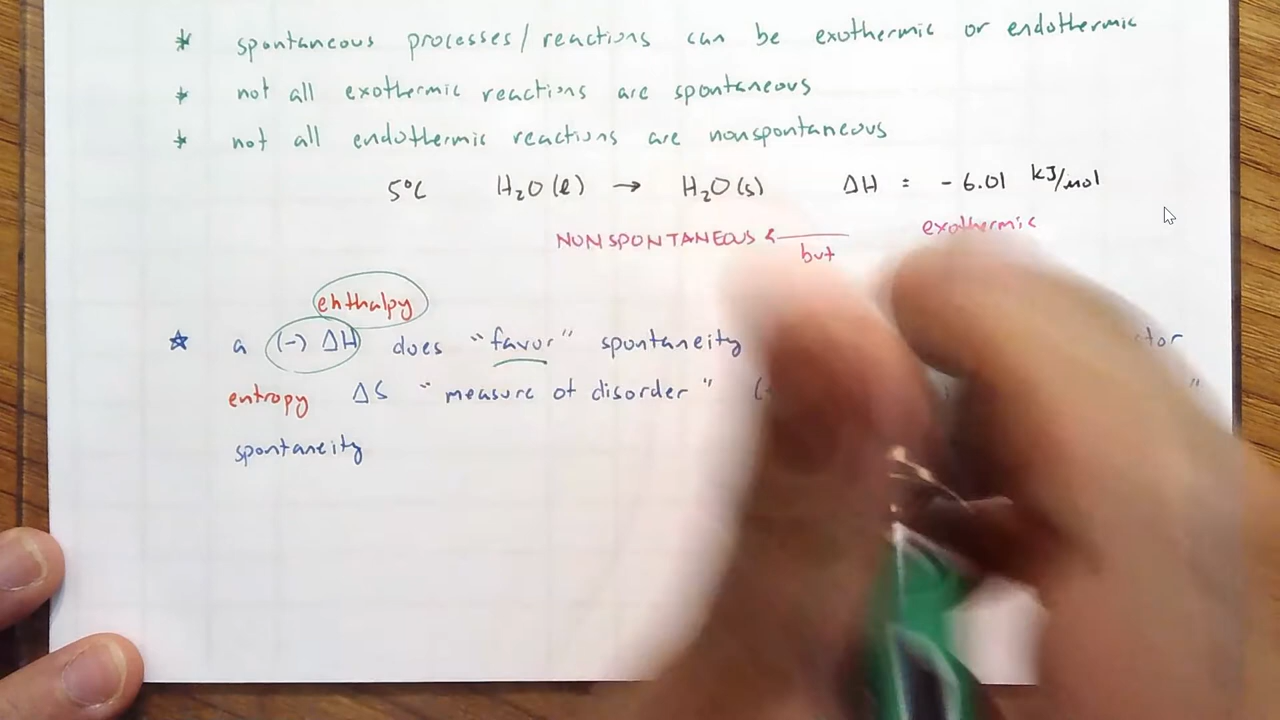 * spontaneous processes/reactions can be exothermic or endothermic
* not all exothermic reactions are spontaneous
* not all endothermic reactions are nonspontaneous
5°C H₂O(l) → H₂O(s) ΔH = -6.01 kJ/mol
NONSPONTANEOUS ← but exothermic
enthalpy
☆ a (-) ΔH does "favor" spontaneity
entropy ΔS "measure of disorder" (
spontaneity